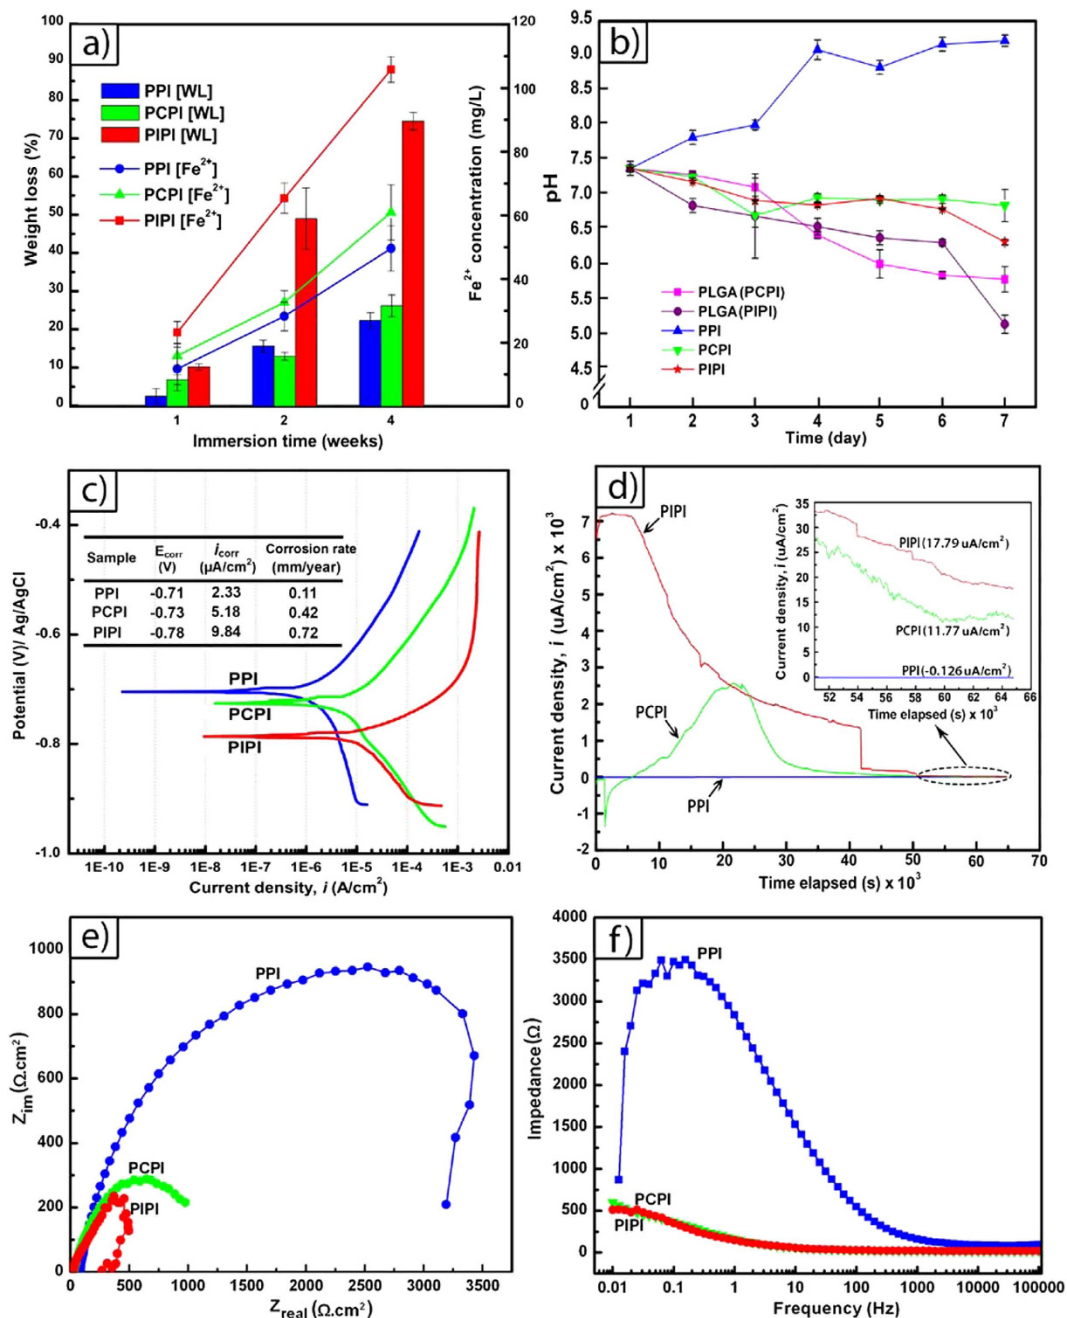 a)
Weight loss (%)
100
90
80
70
60
50
40
30
20
10
0
PPI [WL]
PCPI [WL]
PIPI [WL]
PPI [Fe²⁺]
PCPI [Fe²⁺]
PIPI [Fe²⁺]
120
100
80
60
40
20
0
Fe²⁺ concentration (mg/L)
1 2 4
Immersion time (weeks)
b)
pH
9.5
9.0
8.5
8.0
7.5
7.0
6.5
6.0
5.5
5.0
4.5
0
PLGA (PCPI)
PLGA (PIPI)
PPI
PCPI
PIPI
1 2 3 4 5 6 7
Time (day)
c)
Potential (V)/ Ag/AgCl
-0.4
-0.6
-0.8
-1.0
Sample E_corr (V) i_corr (µA/cm²) Corrosion rate (mm/year)
PPI -0.71 2.33 0.11
PCPI -0.73 5.18 0.42
PIPI -0.78 9.84 0.72
PPI
PCPI
PIPI
1E-10 1E-9 1E-8 1E-7 1E-6 1E-5 1E-4 1E-3 0.01
Current density, i (A/cm²)
d)
Current density, i (uA/cm²) x 10³
7
6
5
4
3
2
1
0
-1
-2
PIPI
PCPI
PPI
Current density, i (uA/cm²)
35
30
25
20
15
10
5
0
PIPI (17.79 uA/cm²)
PCPI (11.77 uA/cm²)
PPI (-0.126 uA/cm²)
52 54 56 58 60 62 64 66
Time elapsed (s) x 10³
0 10 20 30 40 50 60 70
Time elapsed (s) x 10³
e)
Z_im (Ω.cm²)
1000
800
600
400
200
0
PPI
PCPI
PIPI
0 500 1000 1500 2000 2500 3000 3500
Z_real (Ω.cm²)
f)
Impedance (Ω)
4000
3500
3000
2500
2000
1500
1000
500
0
PPI
PCPI
PIPI
0.01 0.1 1 10 100 1000 10000 100000
Frequency (Hz)